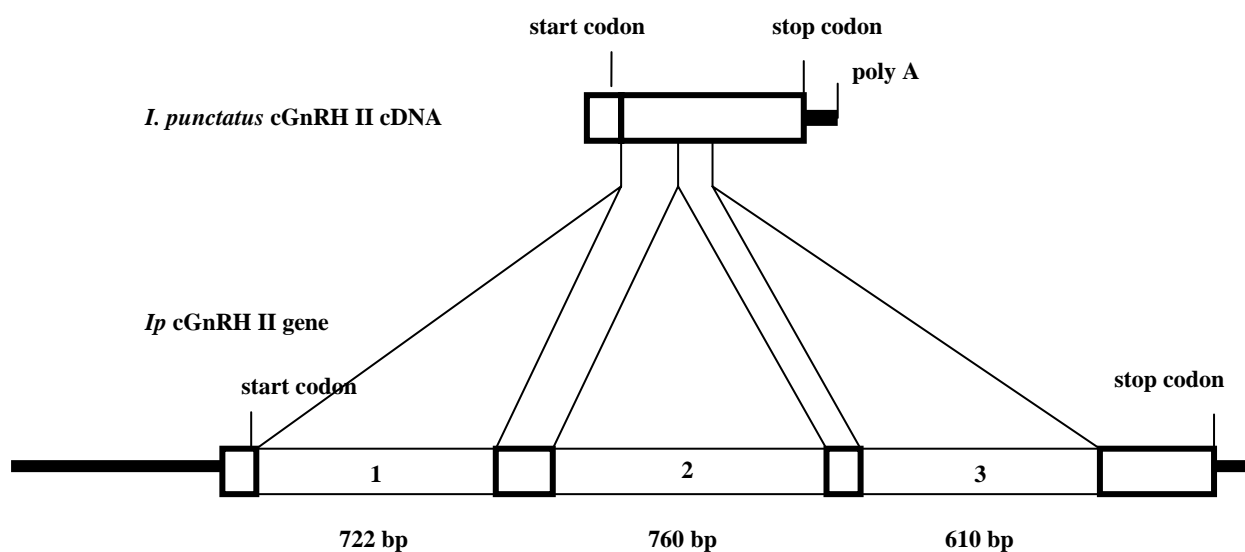 start codon
stop codon
poly A
I. punctatus cGnRH II cDNA
Ip cGnRH II gene
start codon
stop codon
1
2
3
722 bp
760 bp
610 bp